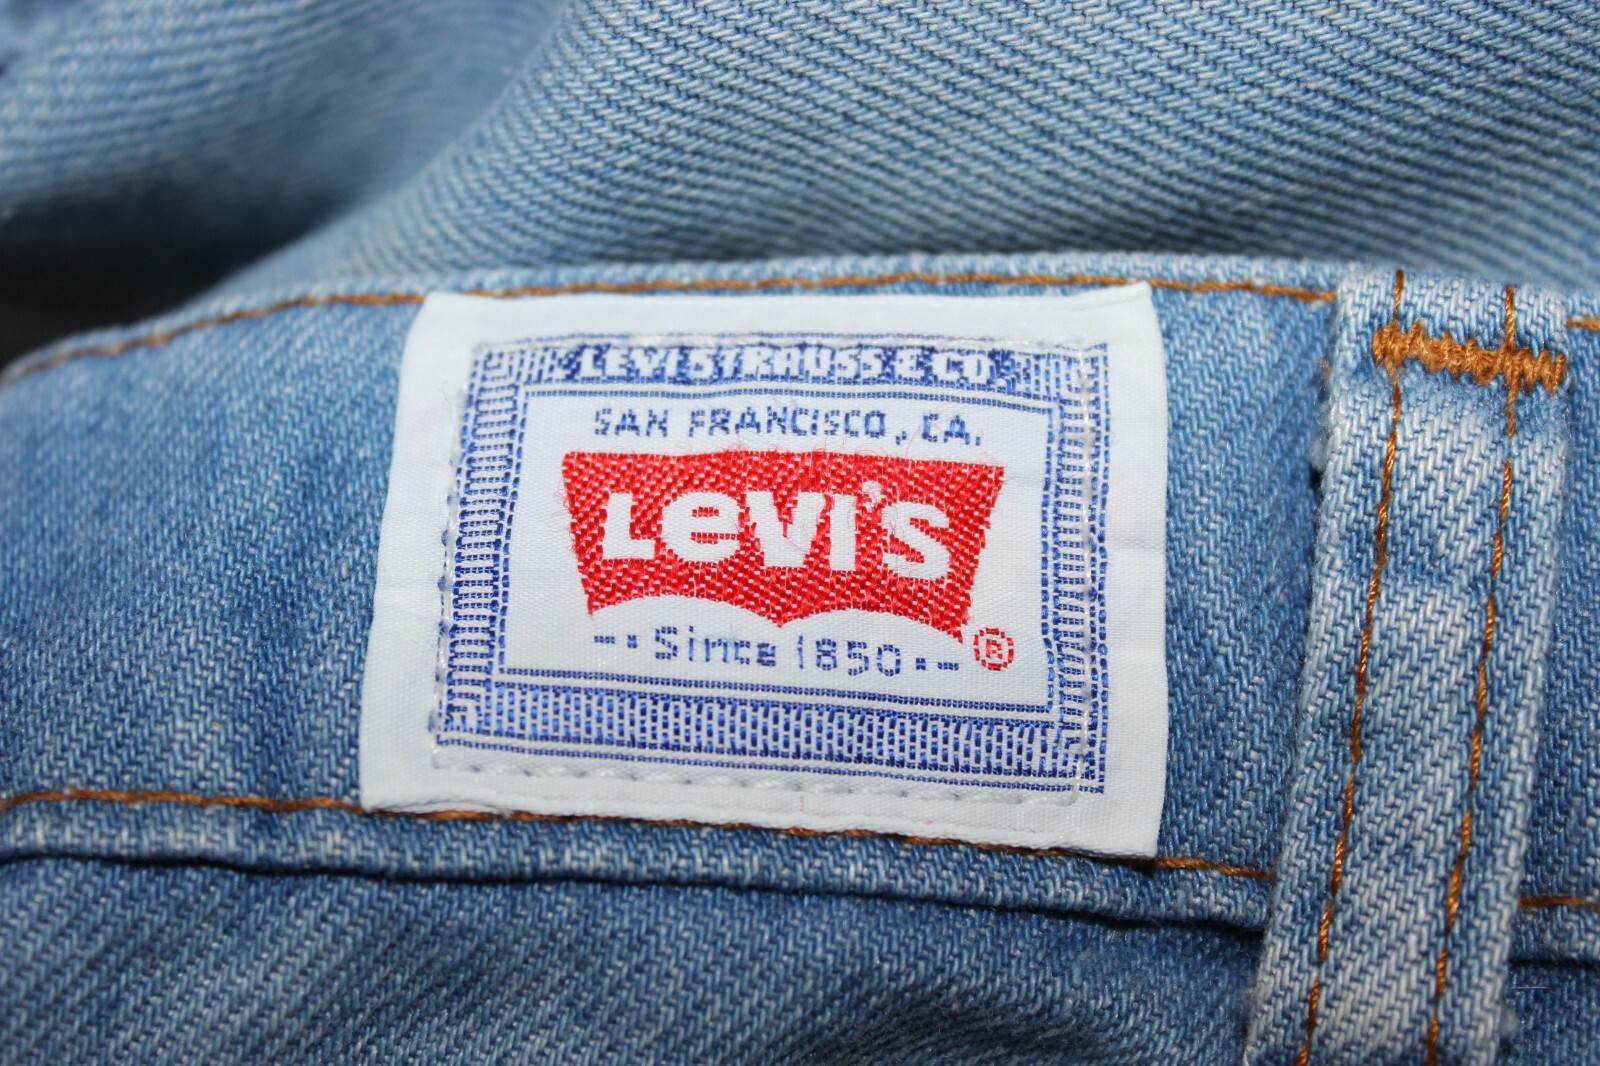 LEVI STRAUSS & CO
SAN FRANCISCO, CA.
Levi's
-·Since 1850·- ®